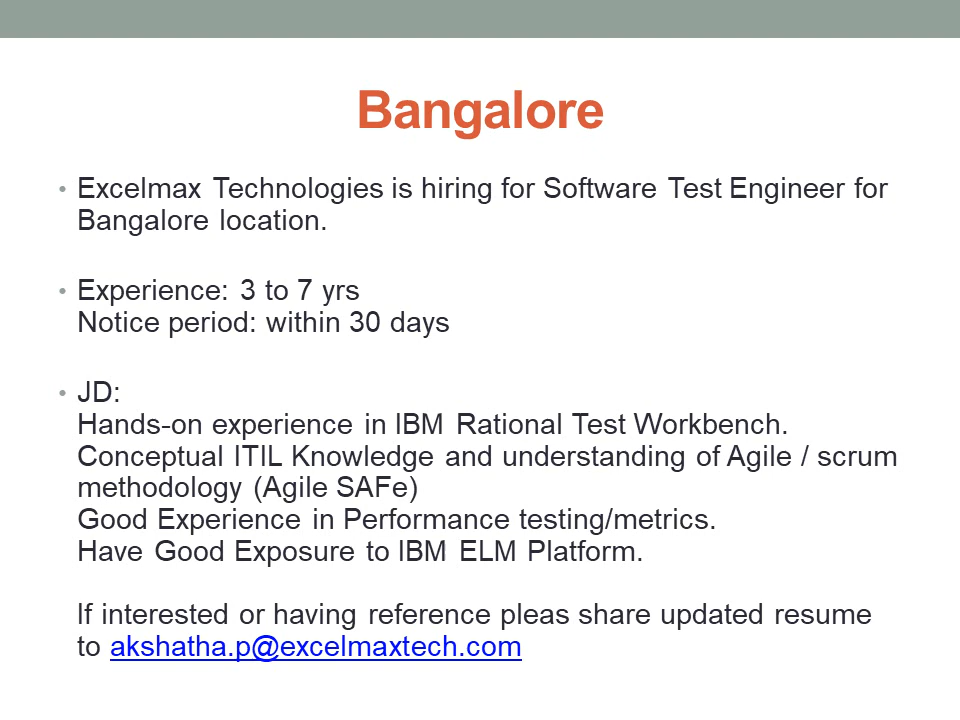 Bangalore
• Excelmax Technologies is hiring for Software Test Engineer for
Bangalore location.
• Experience: 3 to 7 yrs
Notice period: within 30 days
• JD:
Hands-on experience in IBM Rational Test Workbench.
Conceptual ITIL Knowledge and understanding of Agile / scrum
methodology (Agile SAFe)
Good Experience in Performance testing/metrics.
Have Good Exposure to IBM ELM Platform.
If interested or having reference pleas share updated resume
to akshatha.p@excelmaxtech.com